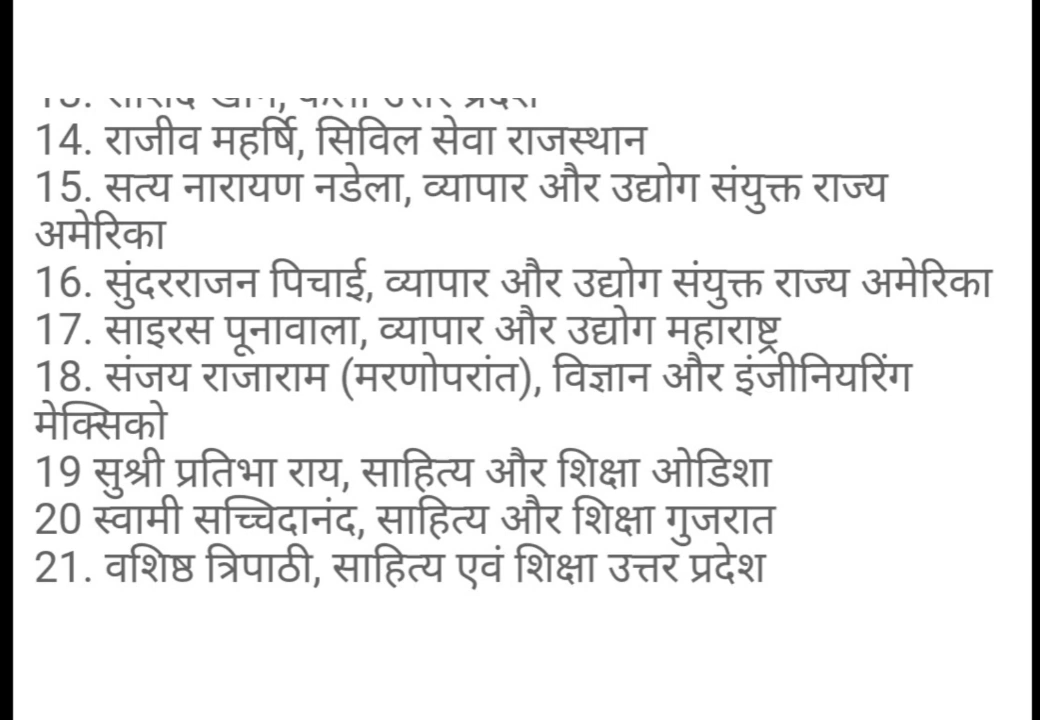 14. राजीव महर्षि, सिविल सेवा राजस्थान
15. सत्य नारायण नडेला, व्यापार और उद्योग संयुक्त राज्य
अमेरिका
16. सुंदरराजन पिचाई, व्यापार और उद्योग संयुक्त राज्य अमेरिका
17. साइरस पूनावाला, व्यापार और उद्योग महाराष्ट्र
18. संजय राजाराम (मरणोपरांत), विज्ञान और इंजीनियरिंग
मेक्सिको
19 सुश्री प्रतिभा राय, साहित्य और शिक्षा ओडिशा
20 स्वामी सच्चिदानंद, साहित्य और शिक्षा गुजरात
21. वशिष्ठ त्रिपाठी, साहित्य एवं शिक्षा उत्तर प्रदेश